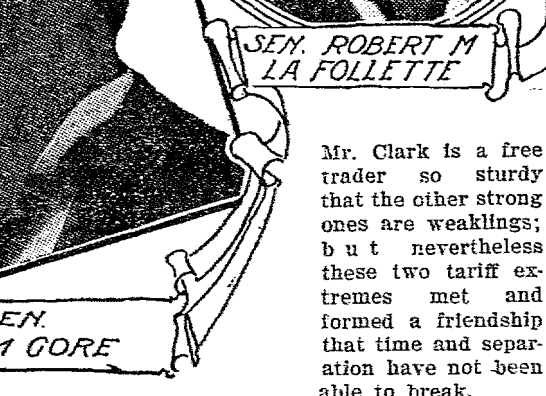 SEN. ROBERT M
LA FOLLETTE
Mr. Clark is a free
trader so sturdy
that the other strong
ones are weaklings;
but nevertheless
these two tariff ex-
tremes met and
formed a friendship
that time and separ-
ation have not been
able to break.
EN.
M GORE